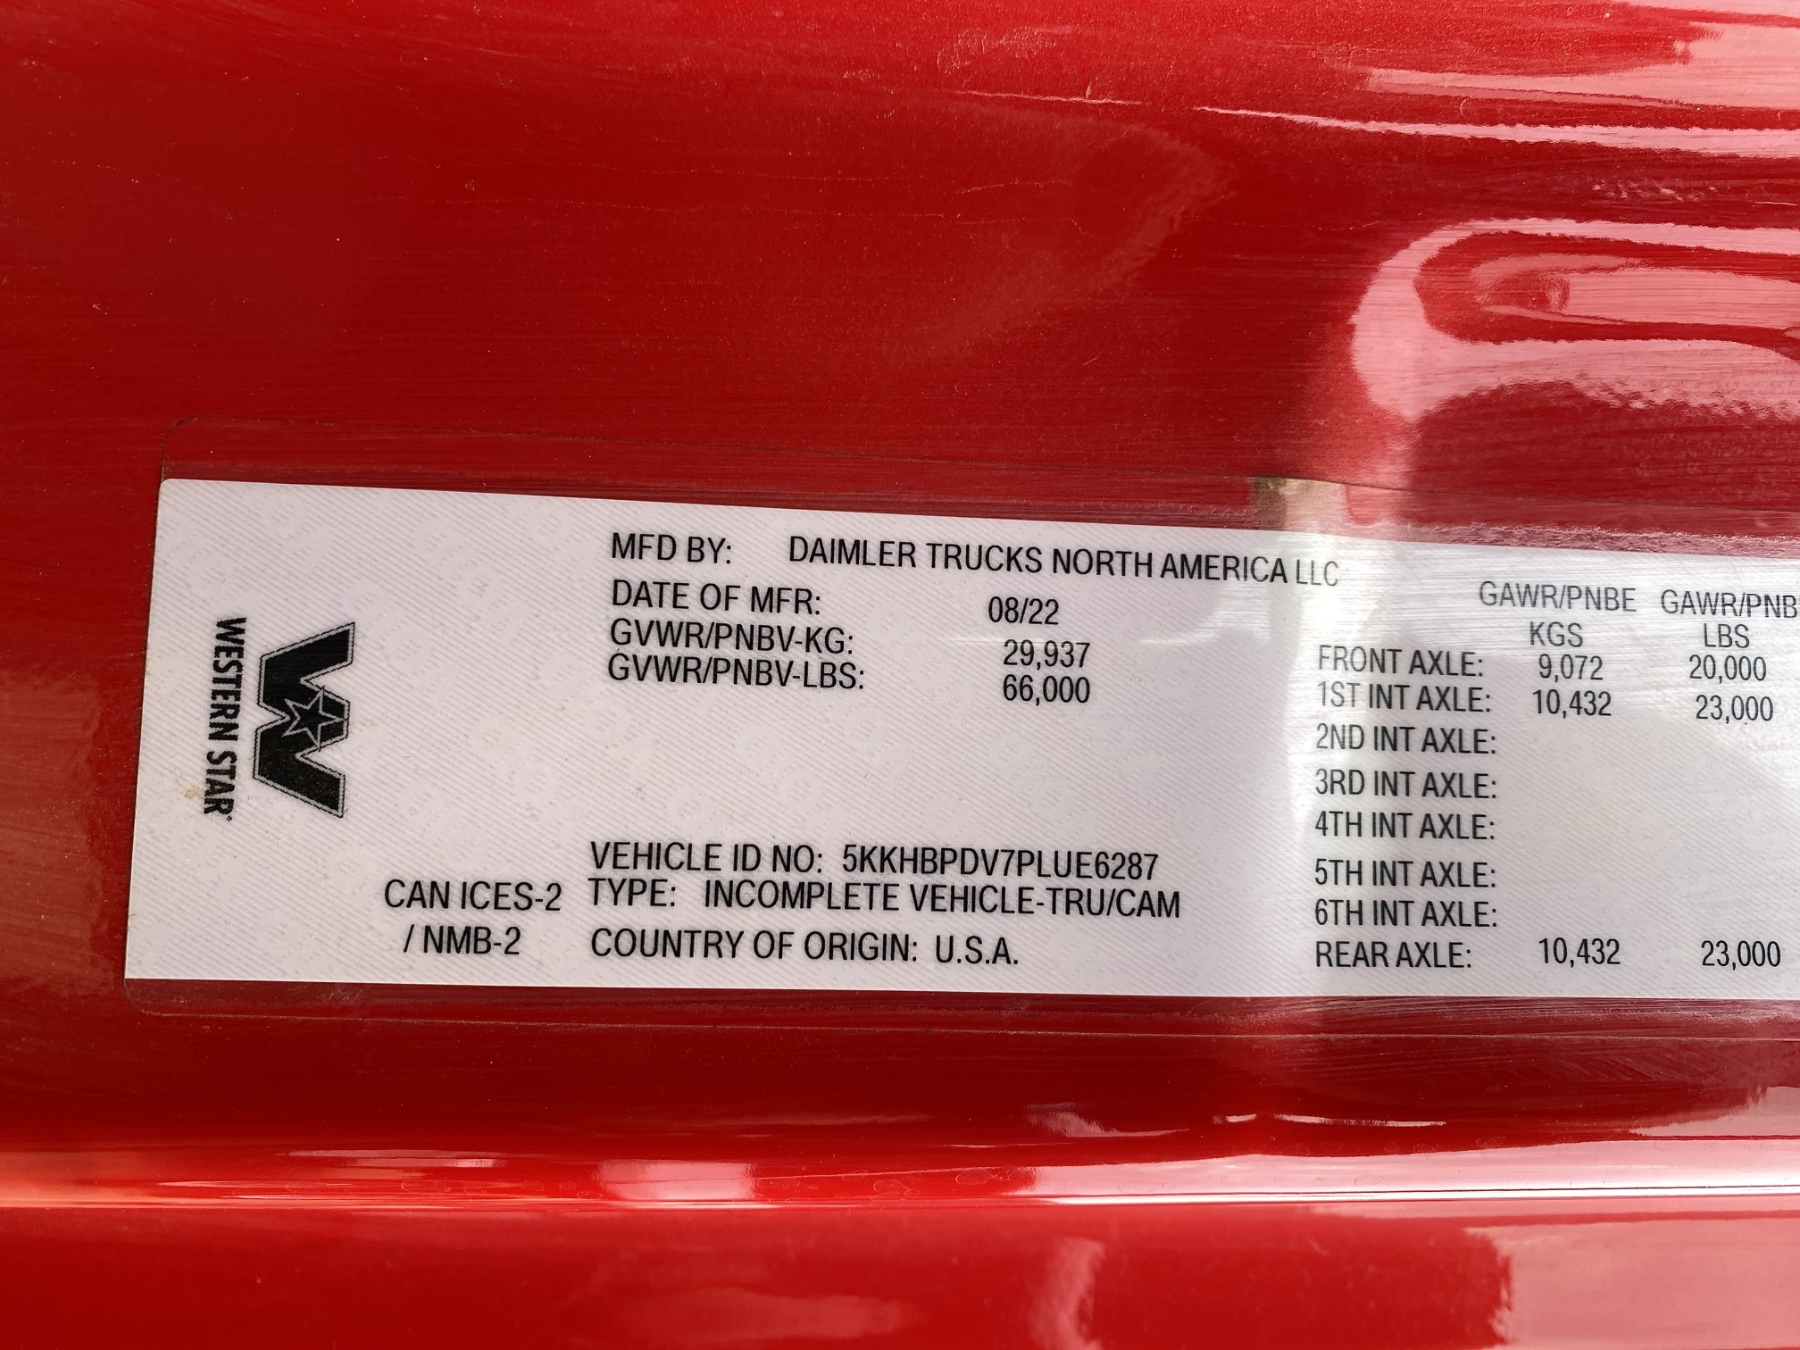 WESTERN STAR
MFD BY: DAIMLER TRUCKS NORTH AMERICA LLC
DATE OF MFR: 08/22
GVWR/PNBV-KG: 29,937
GVWR/PNBV-LBS: 66,000
VEHICLE ID NO: 5KKHBPDV7PLUE6287
CAN ICES-2 TYPE: INCOMPLETE VEHICLE-TRU/CAM
/ NMB-2 COUNTRY OF ORIGIN: U.S.A.
GAWR/PNBE GAWR/PNB
KGS LBS
FRONT AXLE: 9,072 20,000
1ST INT AXLE: 10,432 23,000
2ND INT AXLE:
3RD INT AXLE:
4TH INT AXLE:
5TH INT AXLE:
6TH INT AXLE:
REAR AXLE: 10,432 23,000